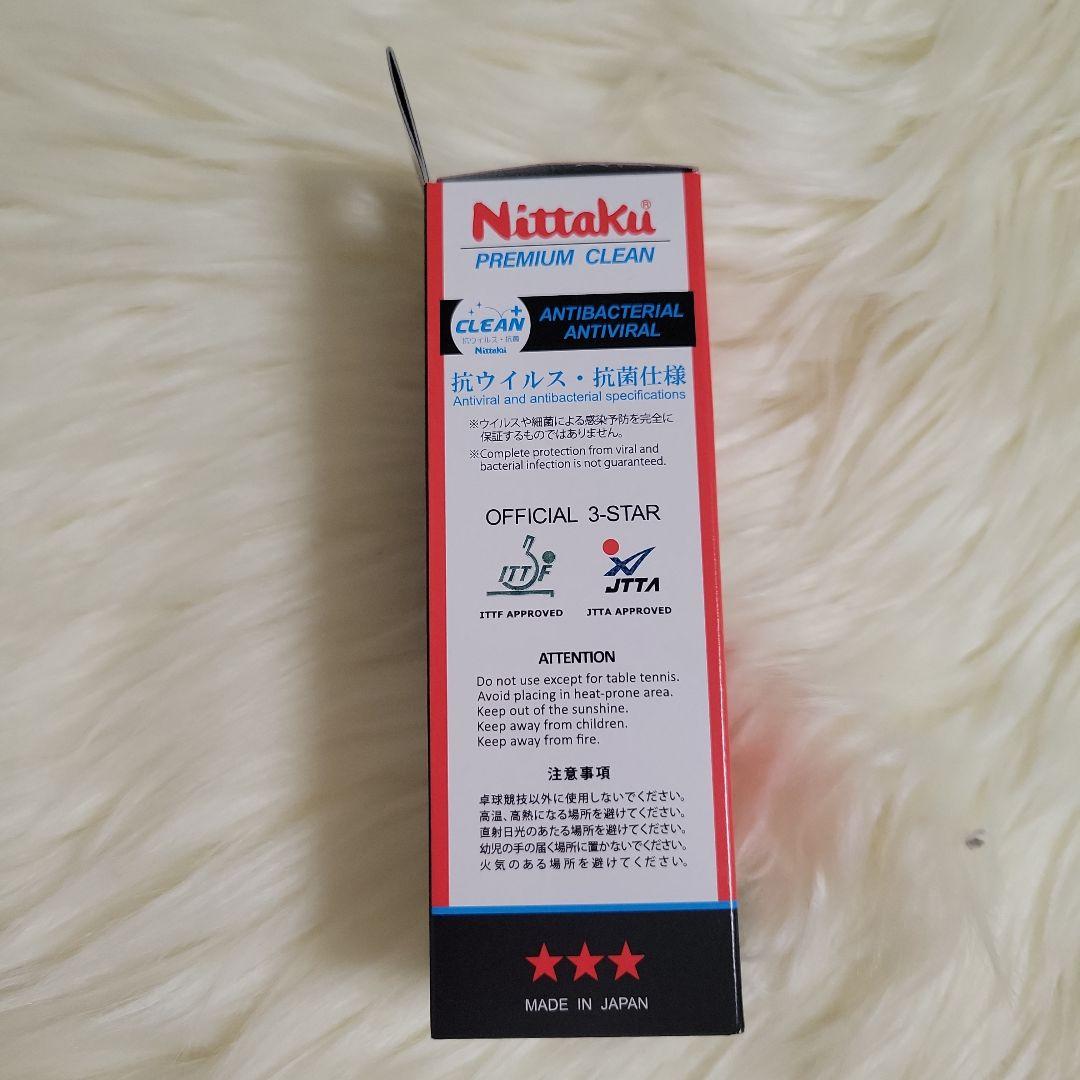 Nittaku®
PREMIUM CLEAN
CLEAN
抗ウイルス・抗菌
Nittaku
ANTIBACTERIAL
ANTIVIRAL
抗ウイルス・抗菌仕様
Antiviral and antibacterial specifications
※ウイルスや細菌による感染予防を完全に
保証するものではありません。
※Complete protection from viral and
bacterial infection is not guaranteed.
OFFICIAL 3-STAR
ITTF
ITTF APPROVED
JTTA
JTTA APPROVED
ATTENTION
Do not use except for table tennis.
Avoid placing in heat-prone area.
Keep out of the sunshine.
Keep away from children.
Keep away from fire.
注意事項
卓球競技以外に使用しないでください。
高温、高熱になる場所を避けてください。
直射日光のあたる場所を避けてください。
幼児の手の届く場所に置かないでください。
火気のある場所を避けてください。
MADE IN JAPAN